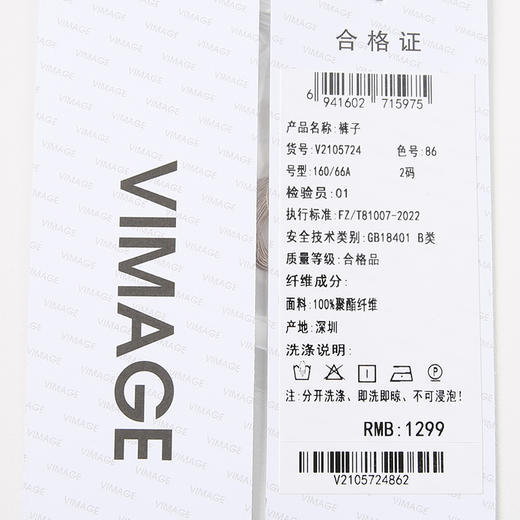 VIMAGE
合格证
6 941602 715975
产品名称:裤子
货号:V2105724 色号:86
号型:160/66A 2码
检验员:01
执行标准:FZ/T81007-2022
安全技术类别:GB18401 B类
质量等级:合格品
纤维成分:
面料:100%聚酯纤维
产地:深圳
洗涤说明:
注:分开洗涤、即洗即晾、不可浸泡!
RMB:1299
V2105724862